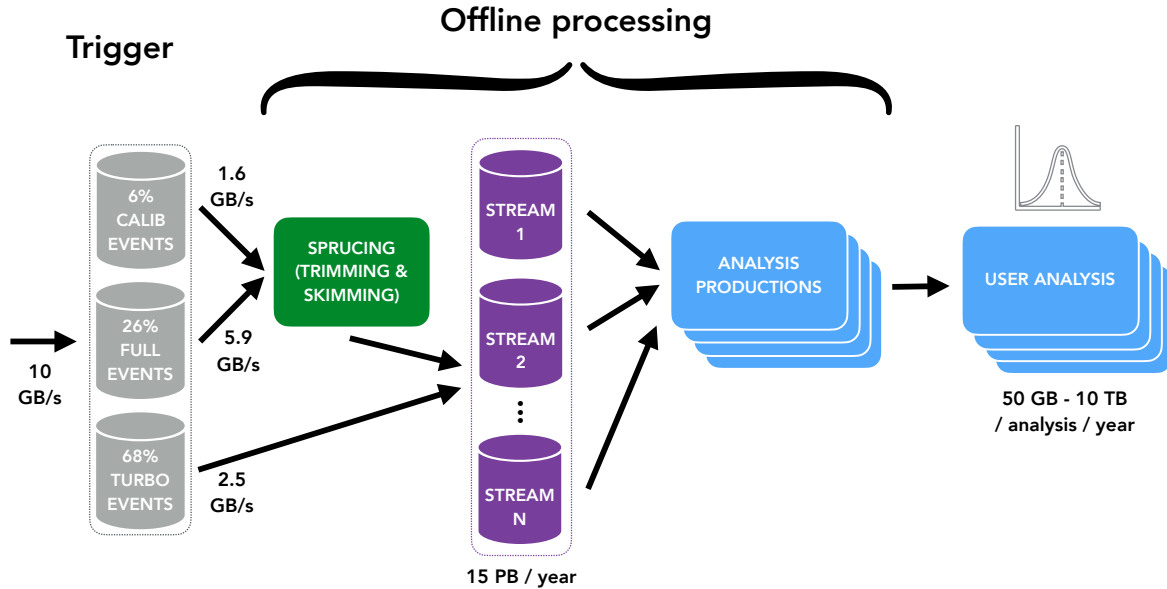 Offline processing
Trigger
6%
CALIB
EVENTS
1.6
GB/s
26%
FULL
EVENTS
5.9
GB/s
10
GB/s
68%
TURBO
EVENTS
2.5
GB/s
SPRUCING
(TRIMMING &
SKIMMING)
STREAM
1
STREAM
2
STREAM
N
15 PB / year
ANALYSIS
PRODUCTIONS
USER ANALYSIS
50 GB - 10 TB
/ analysis / year